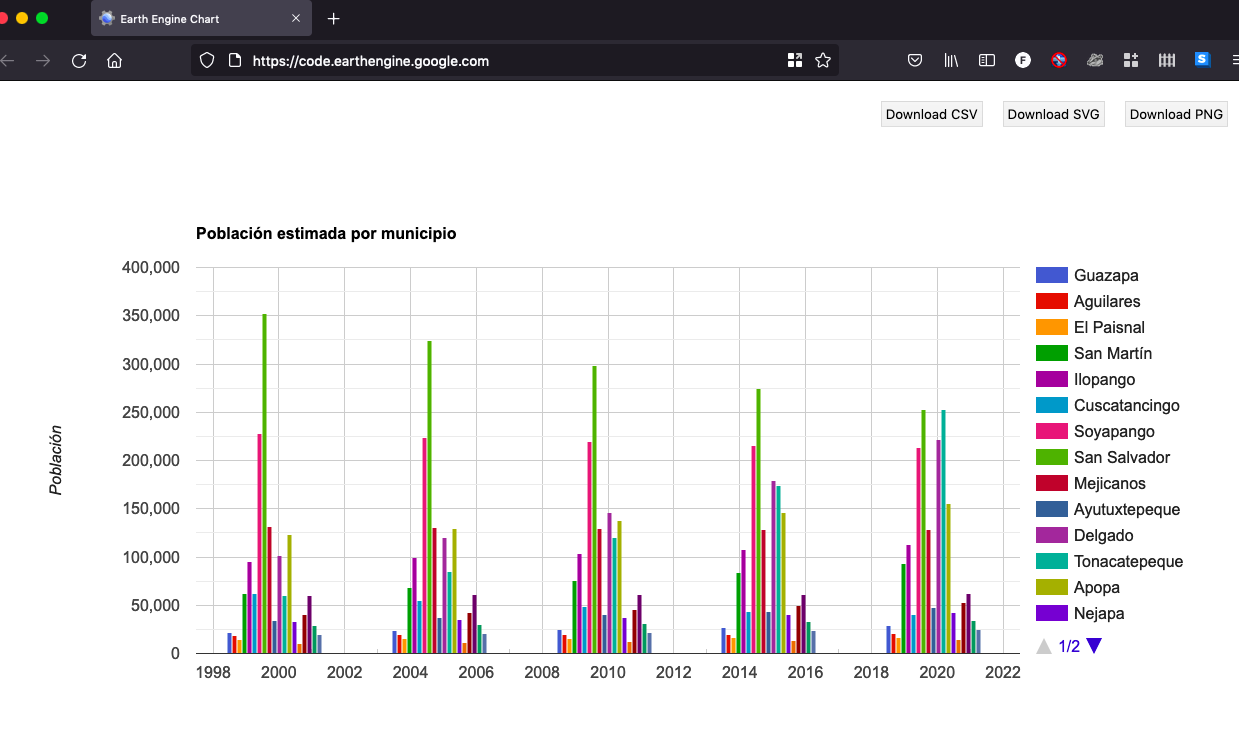 Earth Engine Chart
https://code.earthengine.google.com
F
S
Download CSV Download SVG Download PNG
Población estimada por municipio
400,000
350,000
300,000
250,000
200,000
150,000
100,000
50,000
0
Población
1998 2000 2002 2004 2006 2008 2010 2012 2014 2016 2018 2020 2022
Guazapa
Aguilares
El Paisnal
San Martín
Ilopango
Cuscatancingo
Soyapango
San Salvador
Mejicanos
Ayutuxtepeque
Delgado
Tonacatepeque
Apopa
Nejapa
1/2